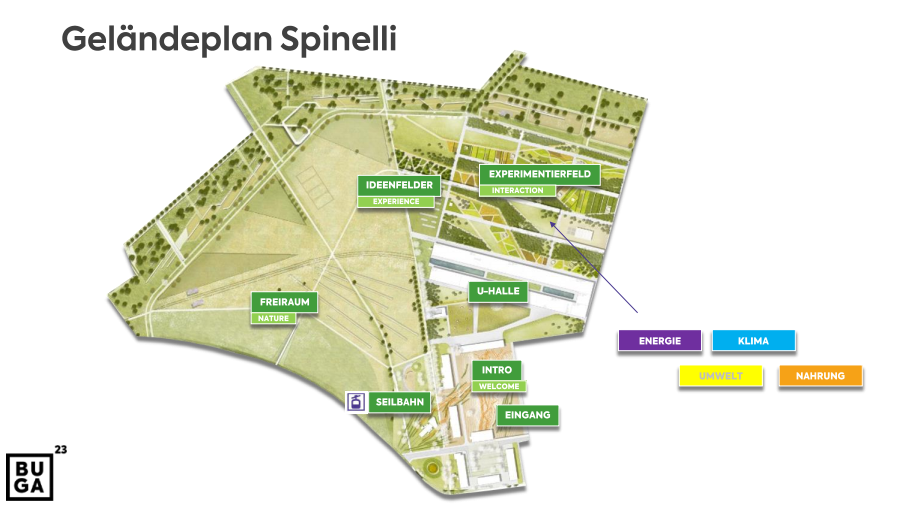 Geländeplan Spinelli
EXPERIMENTIERFELD
INTERACTION
IDEENFELDER
EXPERIENCE
U-HALLE
FREIRAUM
NATURE
ENERGIE
KLIMA
INTRO
WELCOME
UMWELT
NAHRUNG
SEILBAHN
EINGANG
23
BU
GA